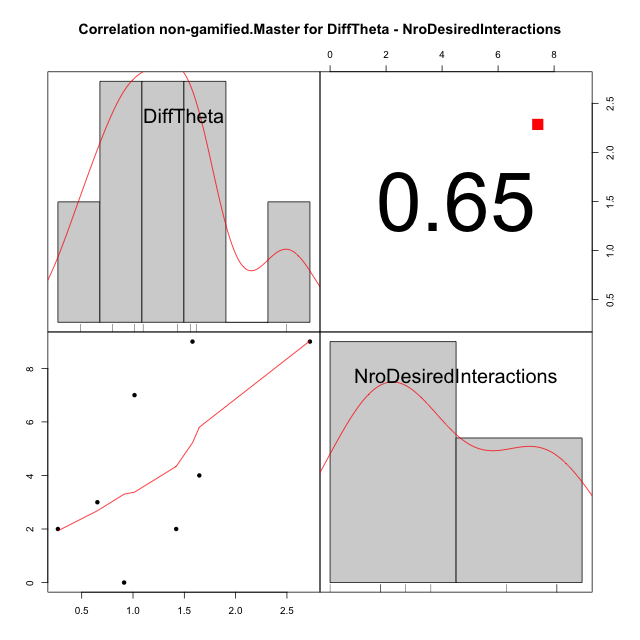 Correlation non-gamified.Master for DiffTheta - NroDesiredInteractions
0 2 4 6 8
DiffTheta
0.65
0.5 1.0 1.5 2.0 2.5
0 2 4 6 8
NroDesiredInteractions
0.5 1.0 1.5 2.0 2.5